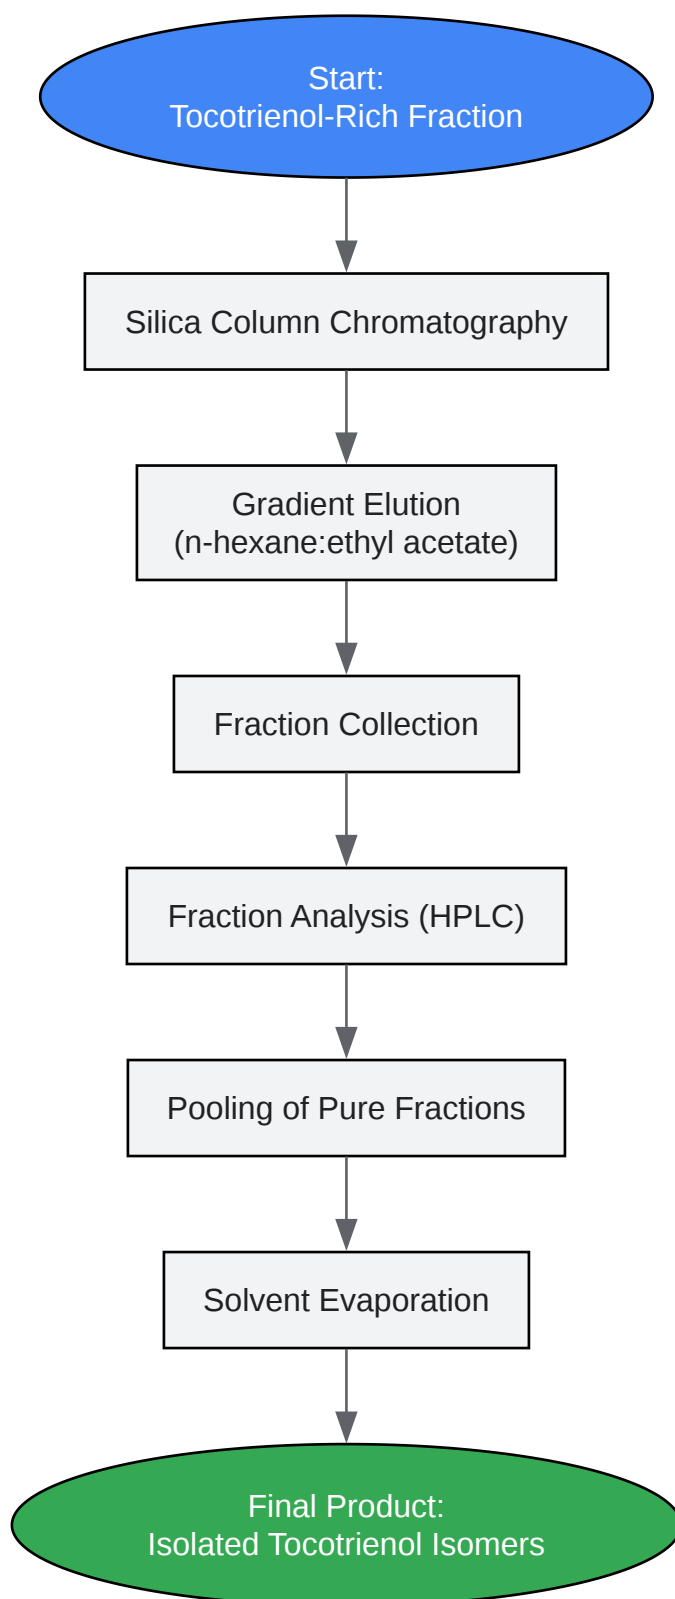 Start:
Tocotrienol-Rich Fraction
Silica Column Chromatography
Gradient Elution
(n-hexane:ethyl acetate)
Fraction Collection
Fraction Analysis (HPLC)
Pooling of Pure Fractions
Solvent Evaporation
Final Product:
Isolated Tocotrienol Isomers